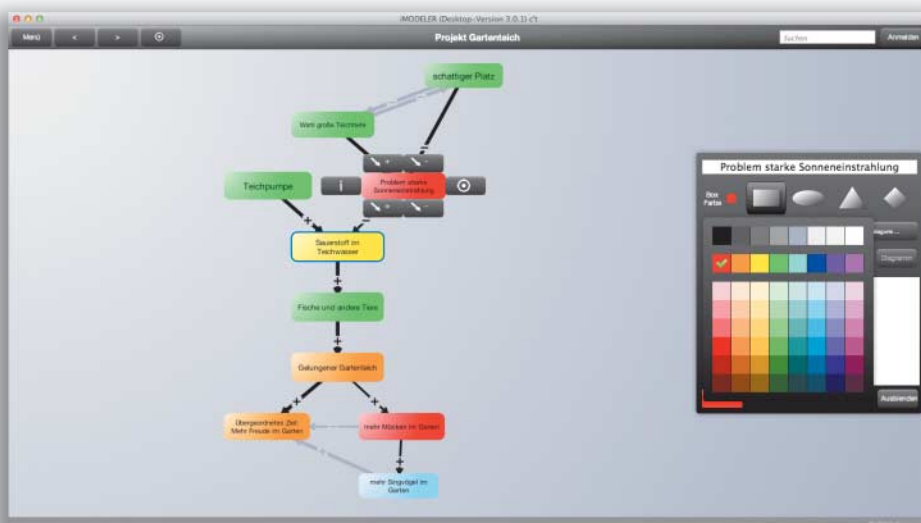 iMODELER (Desktop-Version 3.0.1) c't
Menü < > Projekt Gartenteich Suchen Anmelden
schattiger Platz
Wahl große Teichtiefe
+ -
Teichpumpe
i
Problem starke
Sonneneinstrahlung
+ -
+ -
Sauerstoff im
Teichwasser
+
Fische und andere Tiere
+
Gelungener Gartenteich
+ +
Übergeordnetes Ziel:
Mehr Freude im Garten
mehr Mücken im Garten
+
mehr Singvögel im
Garten
Problem starke Sonneneinstrahlung
Box
Farbe
Diagramm
Ausblenden